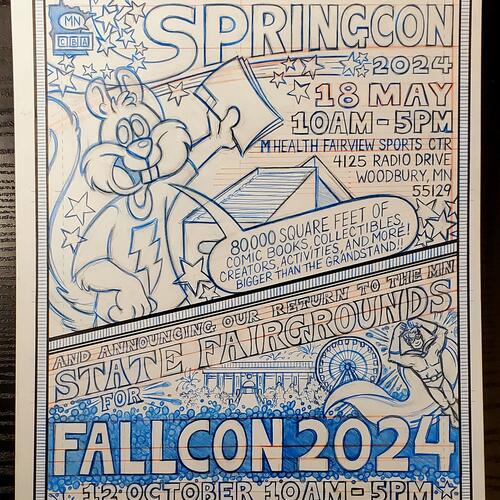 MN
CBA
SPRINGCON
2024
18 MAY
10AM-5PM
M HEALTH FAIRVIEW SPORTS CTR
4125 RADIO DRIVE
WOODBURY, MN
55129
80,000 SQUARE FEET OF
COMIC BOOKS, COLLECTIBLES,
CREATORS, ACTIVITIES, AND MORE!
BIGGER THAN THE GRANDSTAND!!
AND ANNOUNCING OUR RETURN TO THE MN
STATE FAIRGROUNDS
FOR
FALLCON 2024
12 OCTOBER 10AM-5PM